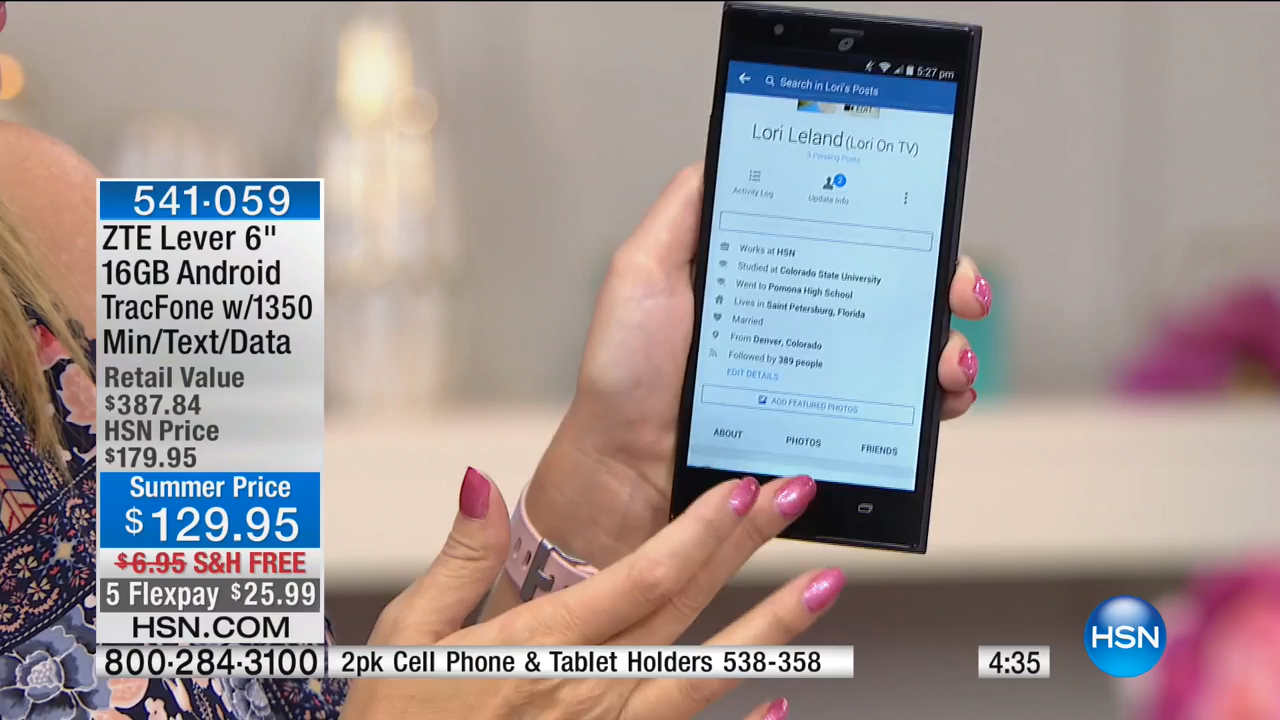 541-059
ZTE Lever 6"
16GB Android
TracFone w/1350
Min/Text/Data
Retail Value
$387.84
HSN Price
$179.95
Summer Price
$129.95
$6.95 S&H FREE
5 Flexpay $25.99
HSN.COM
800-284-3100
2pk Cell Phone & Tablet Holders 538-358
4:35
HSN
5:27 pm
Search in Lori's Posts
EDIT
Lori Leland (Lori On TV)
3 Pending Posts
2
Activity Log
Update Info
Works at HSN
Studied at Colorado State University
Went to Pomona High School
Lives in Saint Petersburg, Florida
Married
From Denver, Colorado
Followed by 389 people
EDIT DETAILS
ADD FEATURED PHOTOS
ABOUT
PHOTOS
FRIENDS